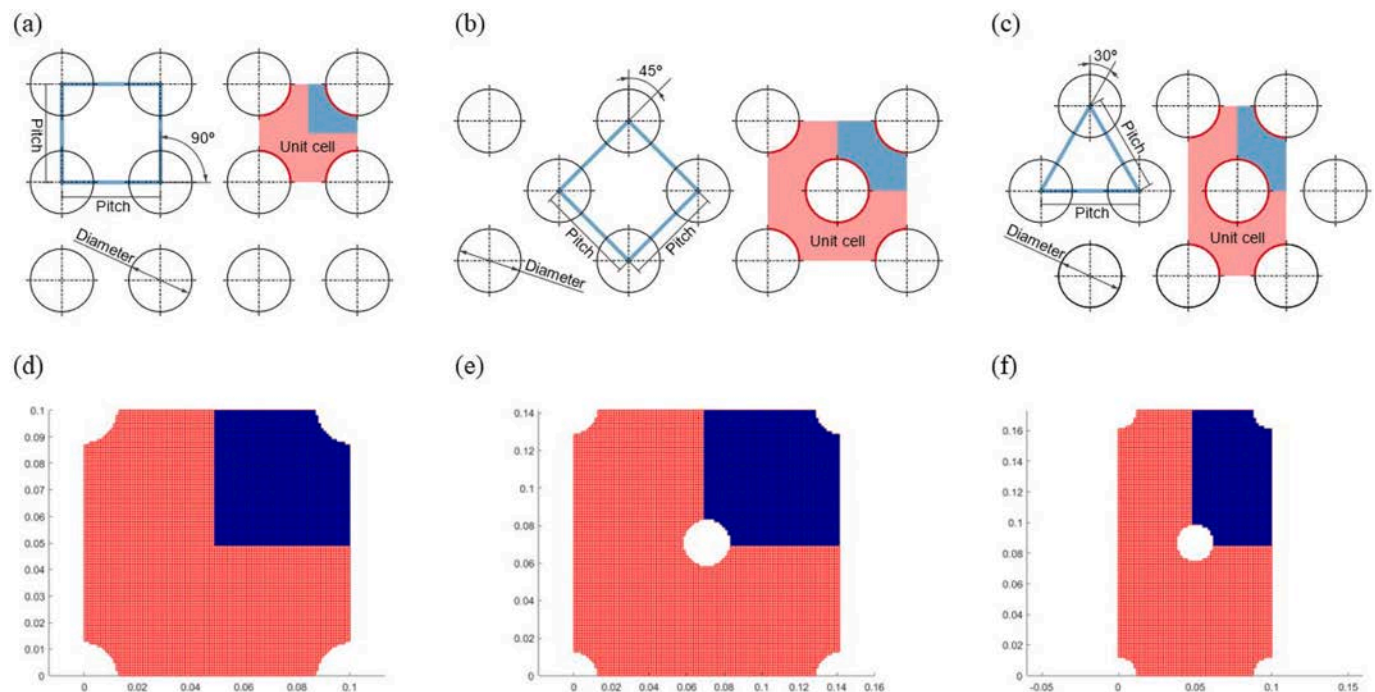 (a)
Pitch
90º
Pitch
Diameter
Unit cell
(b)
45º
Pitch
Pitch
Diameter
Unit cell
(c)
30º
Pitch
Pitch
Diameter
Unit cell
(d)
0.1
0.09
0.08
0.07
0.06
0.05
0.04
0.03
0.02
0.01
0
0 0.02 0.04 0.06 0.08 0.1
(e)
0.14
0.12
0.1
0.08
0.06
0.04
0.02
0
0 0.02 0.04 0.06 0.08 0.1 0.12 0.14 0.16
(f)
0.16
0.14
0.12
0.1
0.08
0.06
0.04
0.02
0
-0.05 0 0.05 0.1 0.15